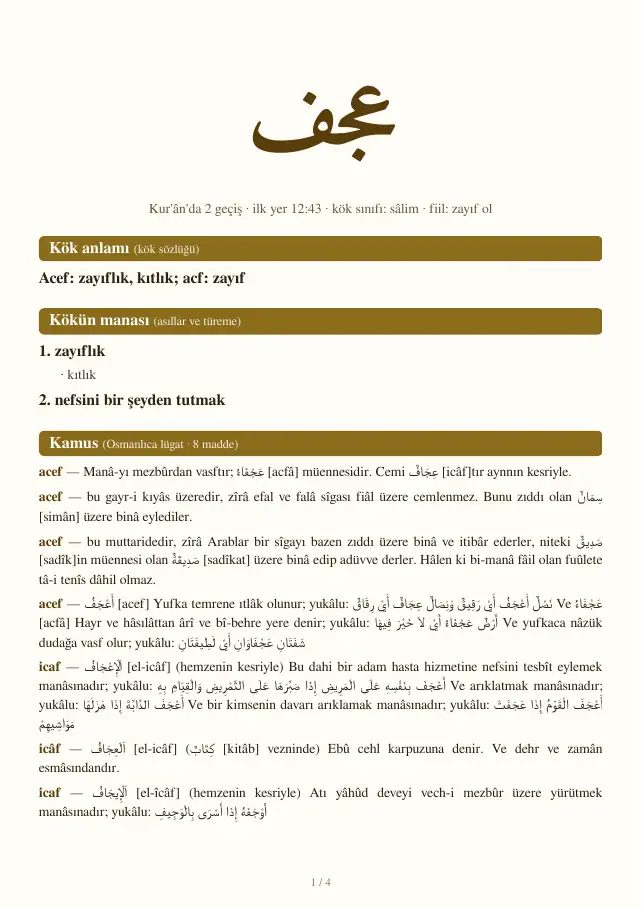 عجف
Kur'ân'da 2 geçiş · ilk yer 12:43 · kök sınıfı: sâlim · fiil: zayıf ol
Kök anlamı (kök sözlüğü)
Acef: zayıflık, kıtlık; acf: zayıf
Kökün manası (asıllar ve türeme)
1. zayıflık
· kıtlık
2. nefsini bir şeyden tutmak
Kamus (Osmanlıca lügat · 8 madde)
acef — Manâ-yı mezbûrdan vasftır; عَجْفَاءُ [acfâ] müennesidir. Cemi عِجَافٌ [icâf]tır aynnın kesriyle.
acef — bu gayr-i kıyâs üzeredir, zîrâ efal ve falâ sîgası fiâl üzere cemlenmez. Bunu zıddı olan سِمَانٌ
[simân] üzere binâ eylediler.
acef — bu muttarididir, zîrâ Arablar bir sîgayı bazen zıddı üzere binâ ve itibâr ederler, niteki صَدِيقٌ
[sadîk]in müennesi olan صَدِيقَةٌ [sadîkat] üzere binâ edip adüvve derler. Hâlen ki bi-manâ fâil olan fuûlete
tâ-i tenîs dâhil olmaz.
acef — أَعْجَفُ [acef] Yufka temrene ıtlâk olunur; yukâlu: نَصْلٌ أَعْجَفُ أَيْ رَقِيقٌ وَنِصَالٌ عِجَافٌ أَيْ رِقَاقٌ Ve عَجْفَاءُ
[acfâ] Hayr ve hâsılâttan ârî ve bî-behre yere denir; yukâlu: أَرْضٌ عَجْفَاءُ أَيْ لاَ خَيْرَ فِيهَا Ve yufkaca nâzük
dudağa vasf olur; yukâlu: شَفَتَانِ عَجْفَاوَانِ أَيْ لَطِيفَتَانِ
icaf — اَلْإِعْجَافُ [el-icâf] (hemzenin kesriyle) Bu dahi bir adam hasta hizmetine nefsini tesbît eylemek
manâsınadır; yukâlu: أَعْجَفَ بِنَفْسِهِ عَلَى الْمَرِيضِ إِذَا صَبَّرَهَا عَلَى التَّمْرِيضِ وَالْقِيَامِ بِهِ Ve arıklatmak manâsınadır;
yukâlu: أَعْجَفَ الدَّابَّةَ إِذَا هَزَلَهَا Ve bir kimsenin davarı arıklamak manâsınadır; yukâlu: أَعْجَفَ الْقَوْمُ إِذَا عَجَفَتْ
مَوَاشِيهِمْ
icâf — اَلْعِجَافُ [el-icâf] (كِتَابٌ [kitâb] vezninde) Ebû cehl karpuzuna denir. Ve dehr ve zamân
esmâsındandır.
icaf — اَلْإِيجَافُ [el-îcâf] (hemzenin kesriyle) Atı yâhûd deveyi vech-i mezbûr üzere yürütmek
manâsınadır; yukâlu: أَوْجَفَهُ إِذَا أَسْرَى بِالْوَجِيفِ
1 / 4